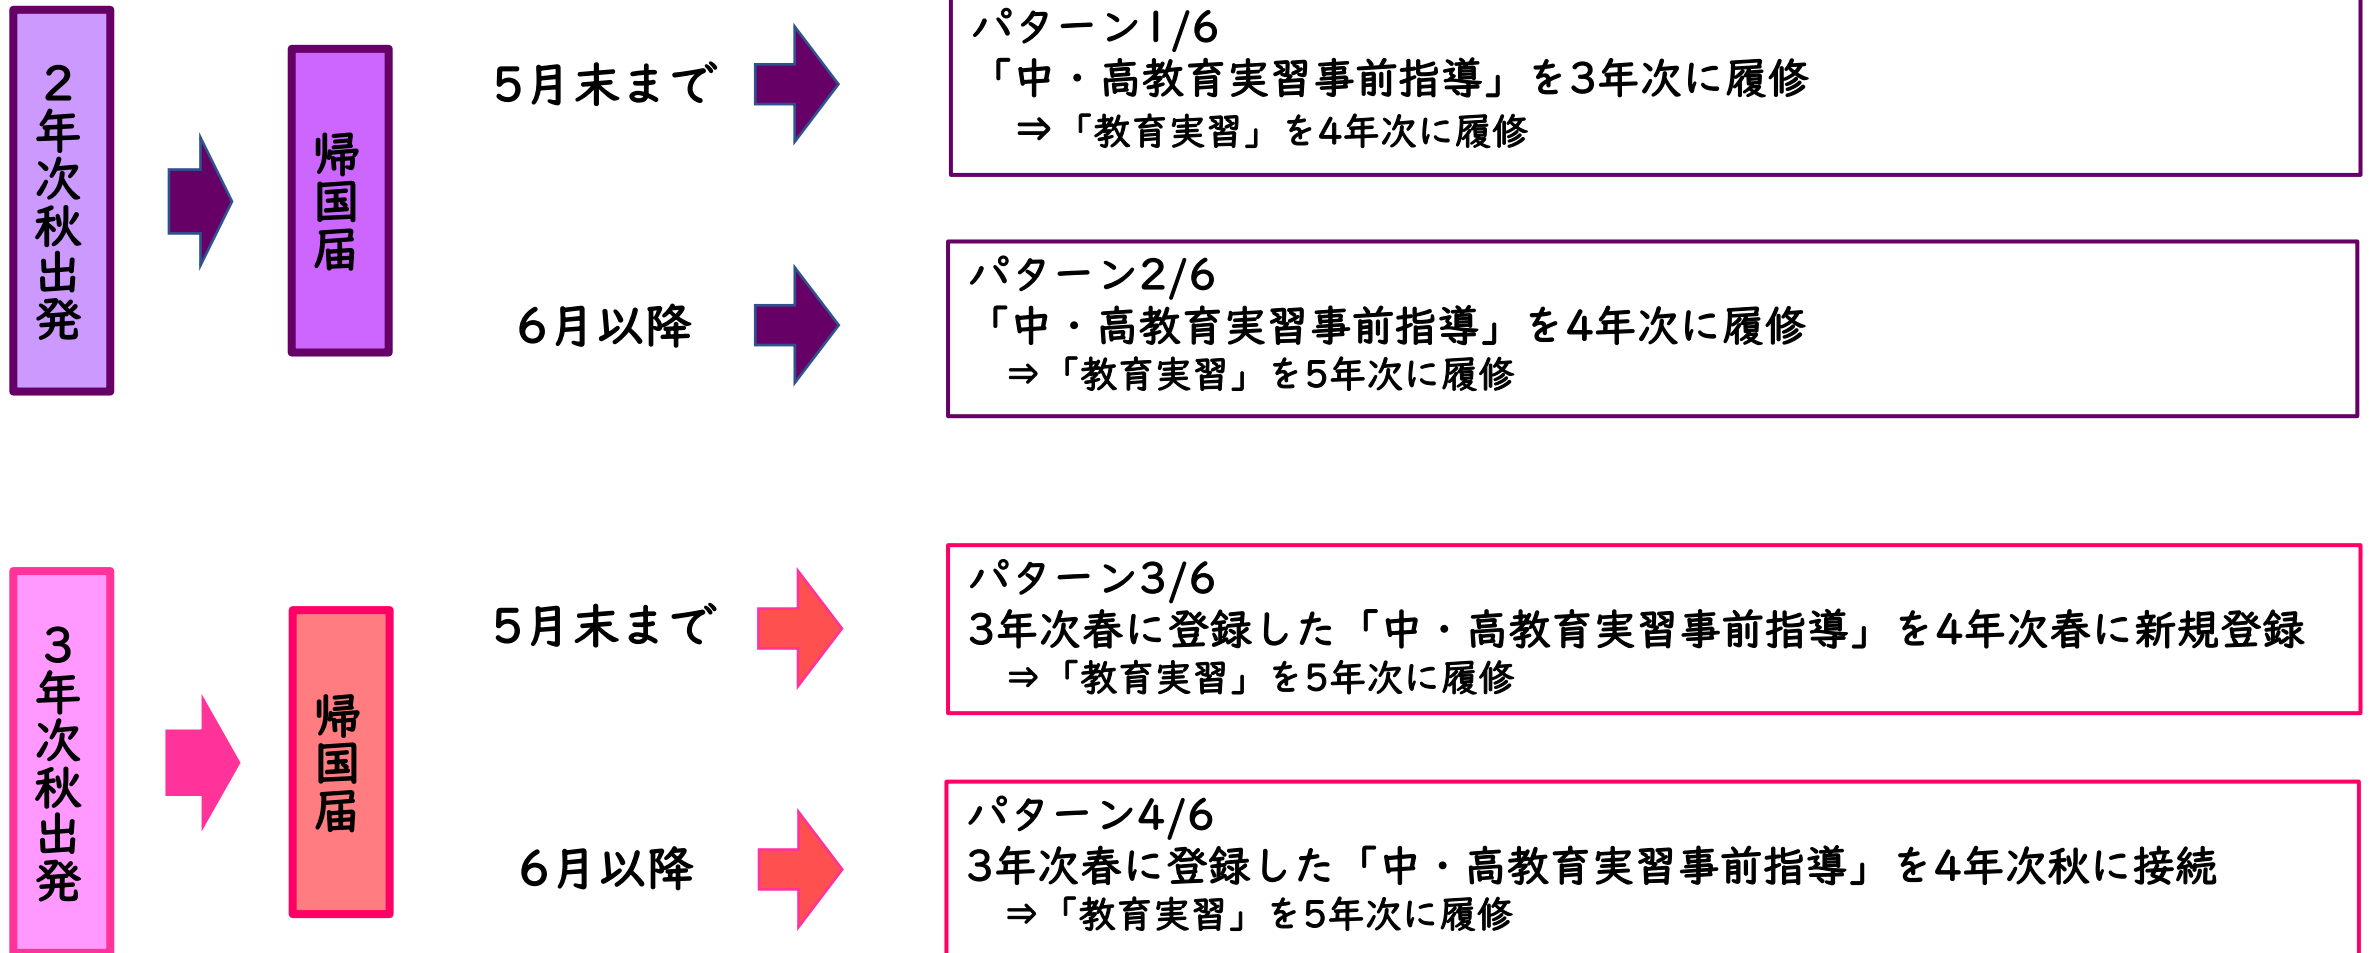 ２年次秋出発
帰国届
５月末まで
パターン1/6
「中・高教育実習事前指導」を3年次に履修
⇒「教育実習」を4年次に履修
６月以降
パターン2/6
「中・高教育実習事前指導」を4年次に履修
⇒「教育実習」を5年次に履修
３年次秋出発
帰国届
５月末まで
パターン3/6
3年次春に登録した「中・高教育実習事前指導」を4年次春に新規登録
⇒「教育実習」を5年次に履修
６月以降
パターン4/6
3年次春に登録した「中・高教育実習事前指導」を4年次秋に接続
⇒「教育実習」を5年次に履修